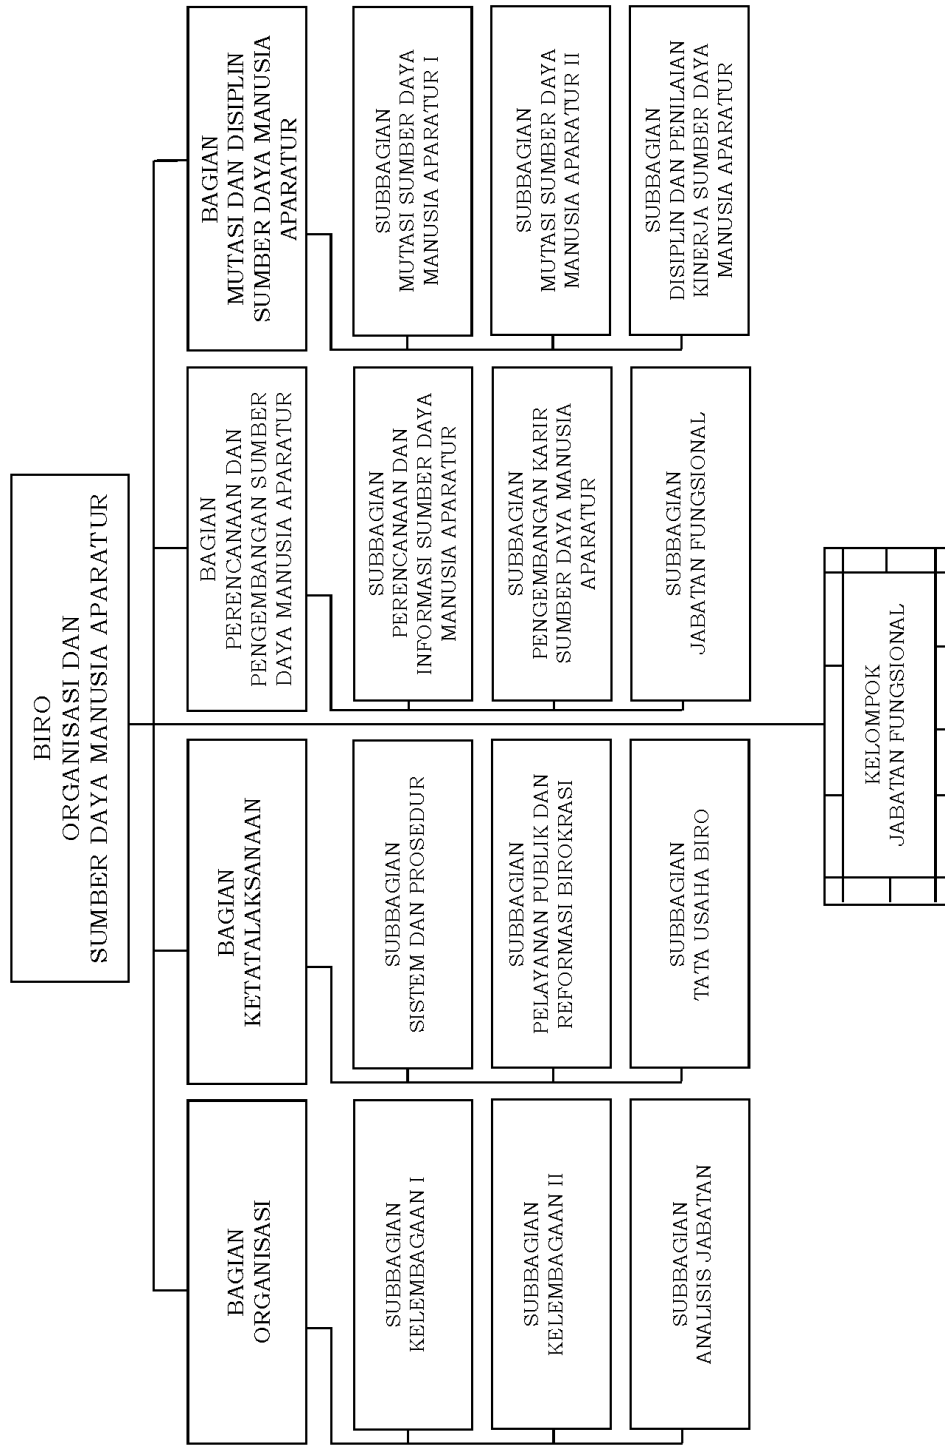 BIRO
ORGANISASI DAN
SUMBER DAYA MANUSIA APARATUR
BAGIAN
ORGANISASI
SUBBAGIAN
KELEMBAGAAN I
SUBBAGIAN
KELEMBAGAAN II
SUBBAGIAN
ANALISIS JABATAN
BAGIAN
KETATALAKSANAAN
SUBBAGIAN
SISTEM DAN PROSEDUR
SUBBAGIAN
PELAYANAN PUBLIK DAN
REFORMASI BIROKRASI
SUBBAGIAN
TATA USAHA BIRO
BAGIAN
PERENCANAAN DAN
PENGEMBANGAN SUMBER
DAYA MANUSIA APARATUR
SUBBAGIAN
PERENCANAAN DAN
INFORMASI SUMBER DAYA
MANUSIA APARATUR
SUBBAGIAN
PENGEMBANGAN KARIR
SUMBER DAYA MANUSIA
APARATUR
SUBBAGIAN
JABATAN FUNGSIONAL
BAGIAN
MUTASI DAN DISIPLIN
SUMBER DAYA MANUSIA
APARATUR
SUBBAGIAN
MUTASI SUMBER DAYA
MANUSIA APARATUR I
SUBBAGIAN
MUTASI SUMBER DAYA
MANUSIA APARATUR II
SUBBAGIAN
DISIPLIN DAN PENILAIAN
KINERJA SUMBER DAYA
MANUSIA APARATUR
KELOMPOK
JABATAN FUNGSIONAL